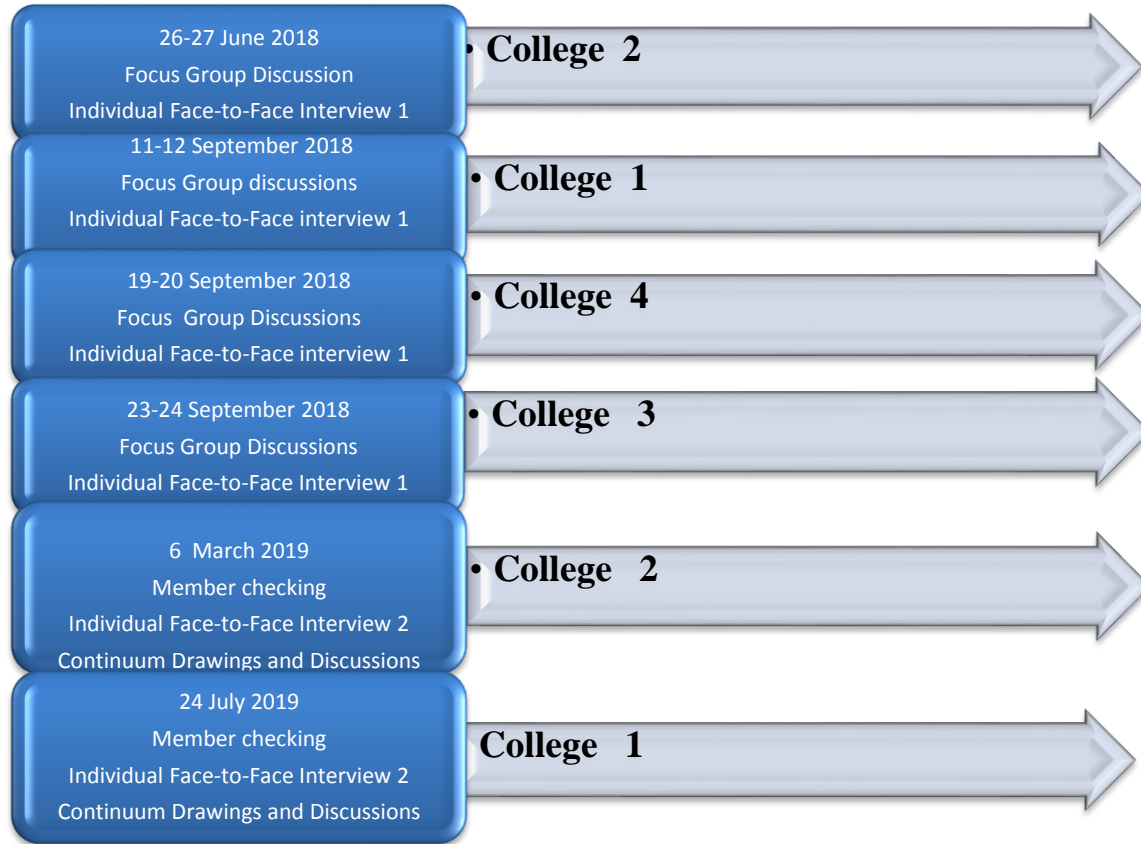 26-27 June 2018
Focus Group Discussion
Individual Face-to-Face Interview 1
• College 2
11-12 September 2018
Focus Group discussions
Individual Face-to-Face interview 1
• College 1
19-20 September 2018
Focus Group Discussions
Individual Face-to-Face interview 1
• College 4
23-24 September 2018
Focus Group Discussions
Individual Face-to-Face Interview 1
• College 3
6 March 2019
Member checking
Individual Face-to-Face Interview 2
Continuum Drawings and Discussions
• College 2
24 July 2019
Member checking
Individual Face-to-Face Interview 2
Continuum Drawings and Discussions
College 1